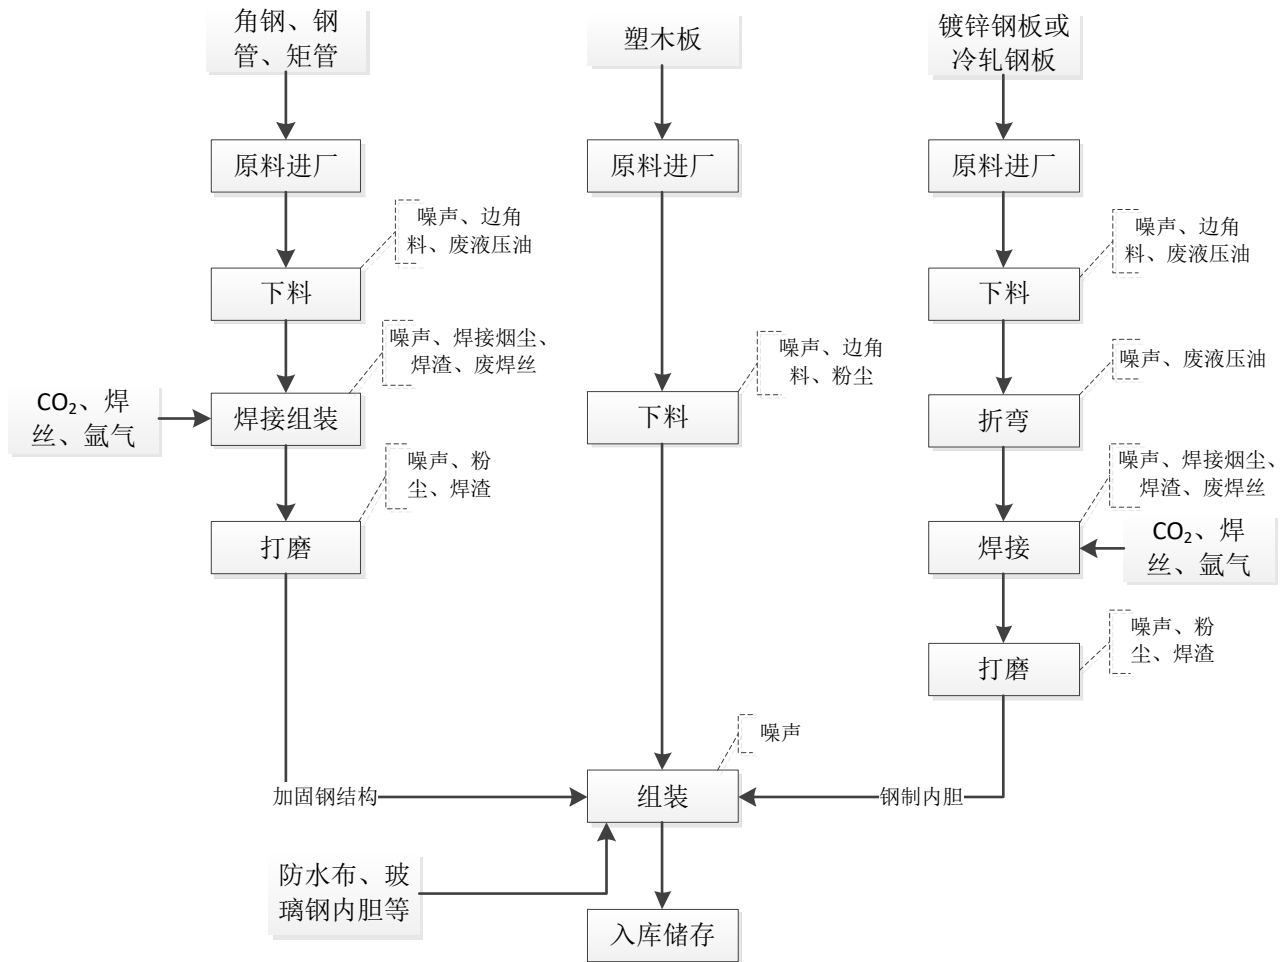 角钢、钢
管、矩管
塑木板
镀锌钢板或
冷轧钢板
原料进厂
原料进厂
原料进厂
噪声、边角
料、废液压油
噪声、边角
料、废液压油
下料
下料
噪声、焊接烟尘、
焊渣、废焊丝
噪声、边角
料、粉尘
噪声、废液压油
CO₂、焊
丝、氩气
焊接组装
下料
折弯
噪声、粉
尘、焊渣
噪声、焊接烟尘、
焊渣、废焊丝
打磨
焊接
CO₂、焊
丝、氩气
噪声、粉
尘、焊渣
打磨
噪声
加固钢结构
组装
钢制内胆
防水布、玻
璃钢内胆等
入库储存